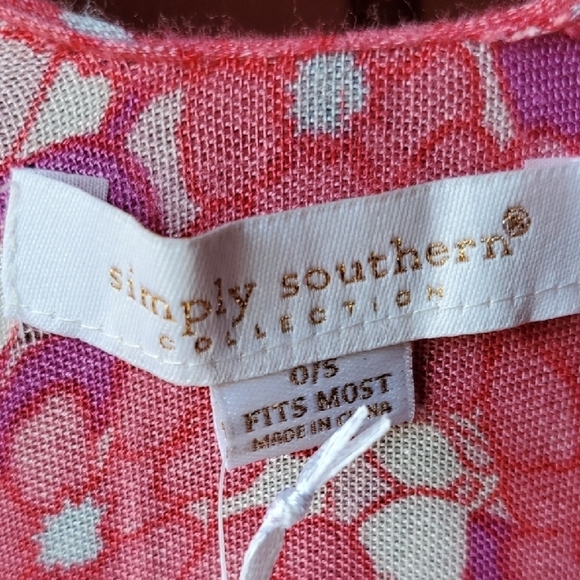 simply southern®
COLLECTION
O/S
FITS MOST
MADE IN CHINA